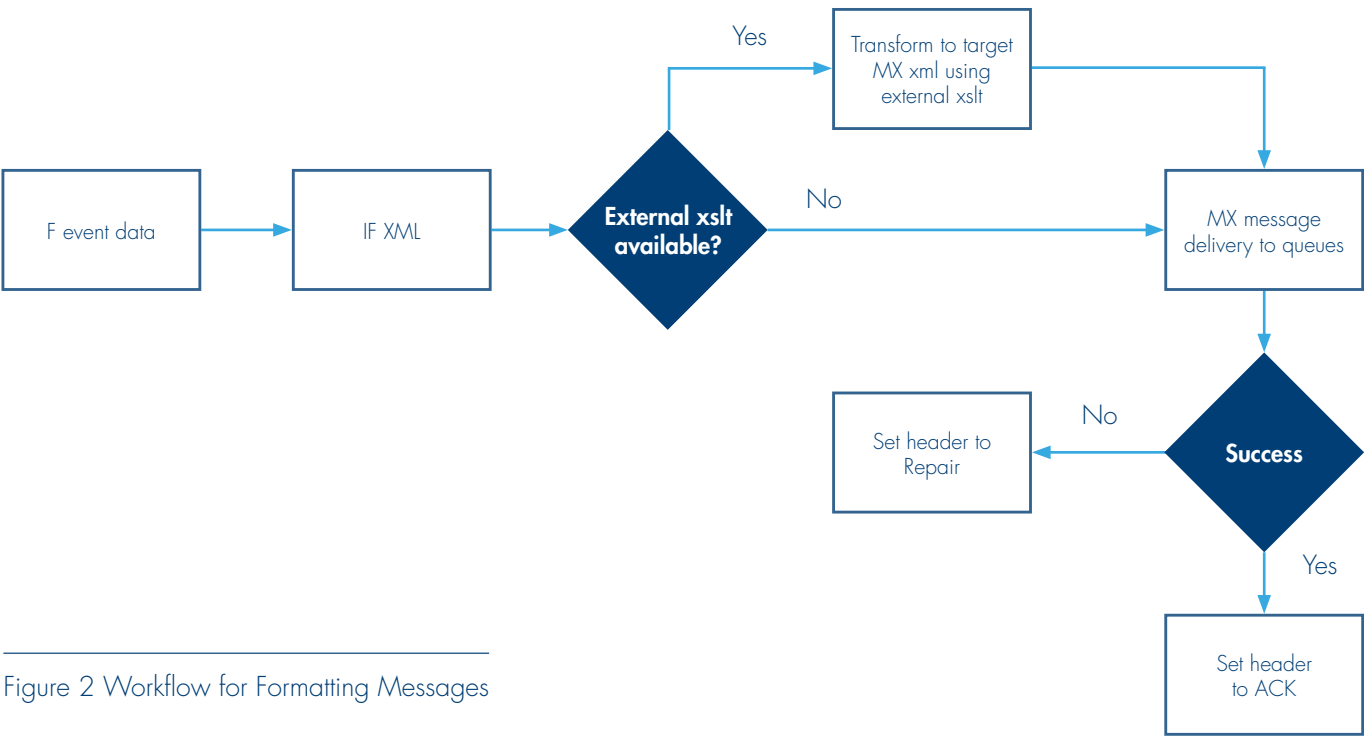 Yes
Transform to target
MX xml using
external xslt
F event data
IF XML
External xslt
available?
No
MX message
delivery to queues
Set header to
Repair
No
Success
Yes
Set header
to ACK
Figure 2 Workflow for Formatting Messages